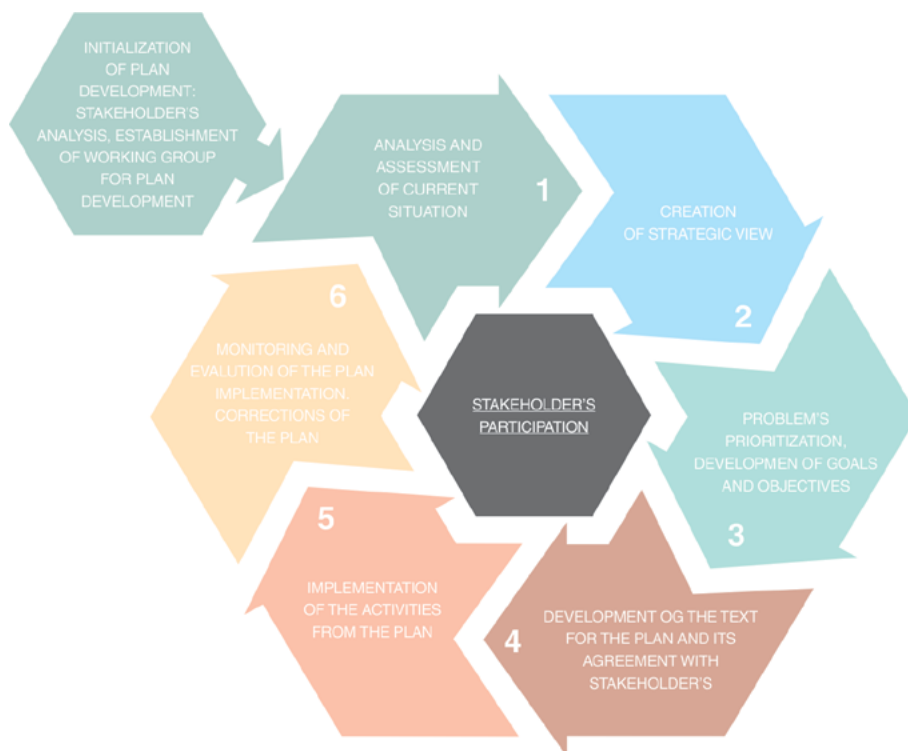 INITIALIZATION
OF PLAN
DEVELOPMENT:
STAKEHOLDER'S
ANALYSIS, ESTABLISHMENT
OF WORKING GROUP
FOR PLAN
DEVELOPMENT
ANALYSIS AND
ASSESSMENT
OF CURRENT
SITUATION
1
CREATION
OF STRATEGIC VIEW
2
PROBLEM'S
PRIORITIZATION,
DEVELOPMEN OF GOALS
AND OBJECTIVES
3
DEVELOPMENT OG THE TEXT
FOR THE PLAN AND ITS
AGREEMENT WITH
STAKEHOLDER'S
4
5
IMPLEMENTATION
OF THE ACTIVITIES
FROM THE PLAN
6
MONITORING AND
EVALUTION OF THE PLAN
IMPLEMENTATION.
CORRECTIONS OF
THE PLAN
STAKEHOLDER'S
PARTICIPATION